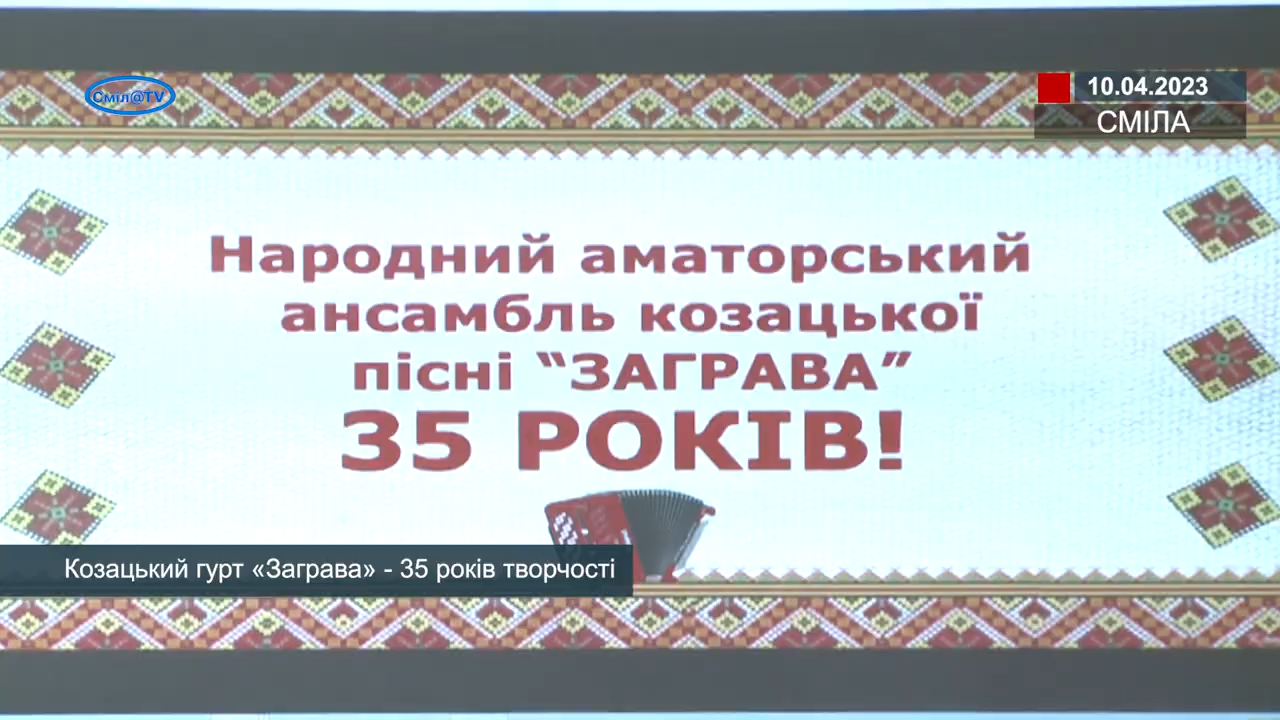 Сміл@TV
10.04.2023
СМІЛА
Народний аматорський
ансамбль козацької
пісні “ЗАГРАВА”
35 РОКІВ!
Козацький гурт «Заграва» - 35 років творчості